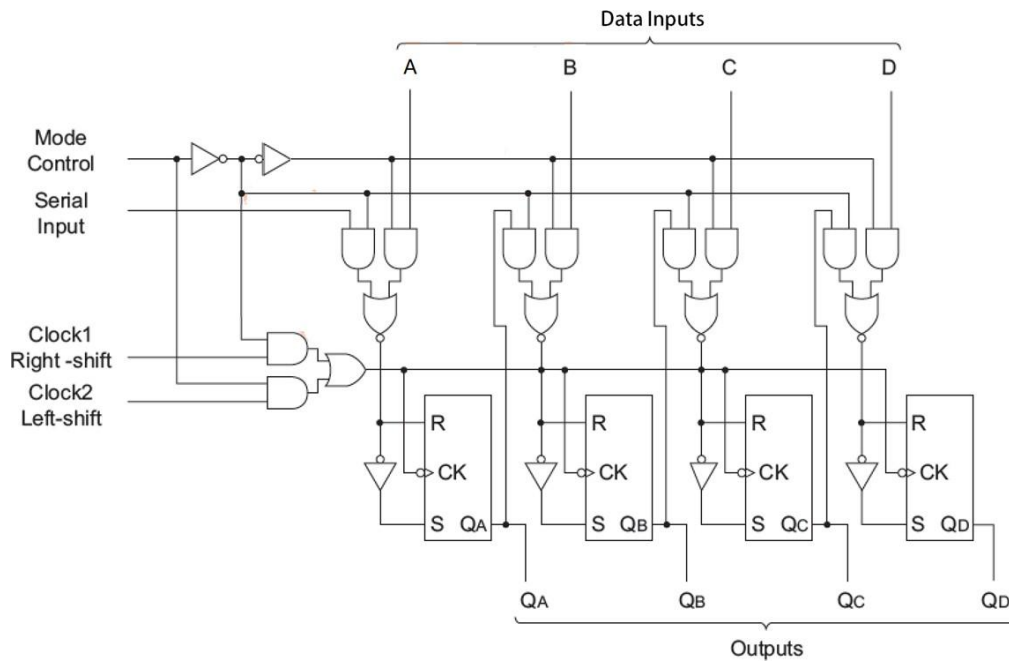 Data Inputs
A B C D
Mode
Control
Serial
Input
Clock1
Right -shift
Clock2
Left-shift
R R R R
CK CK CK CK
S QA S QB S QC S QD
QA QB QC QD
Outputs